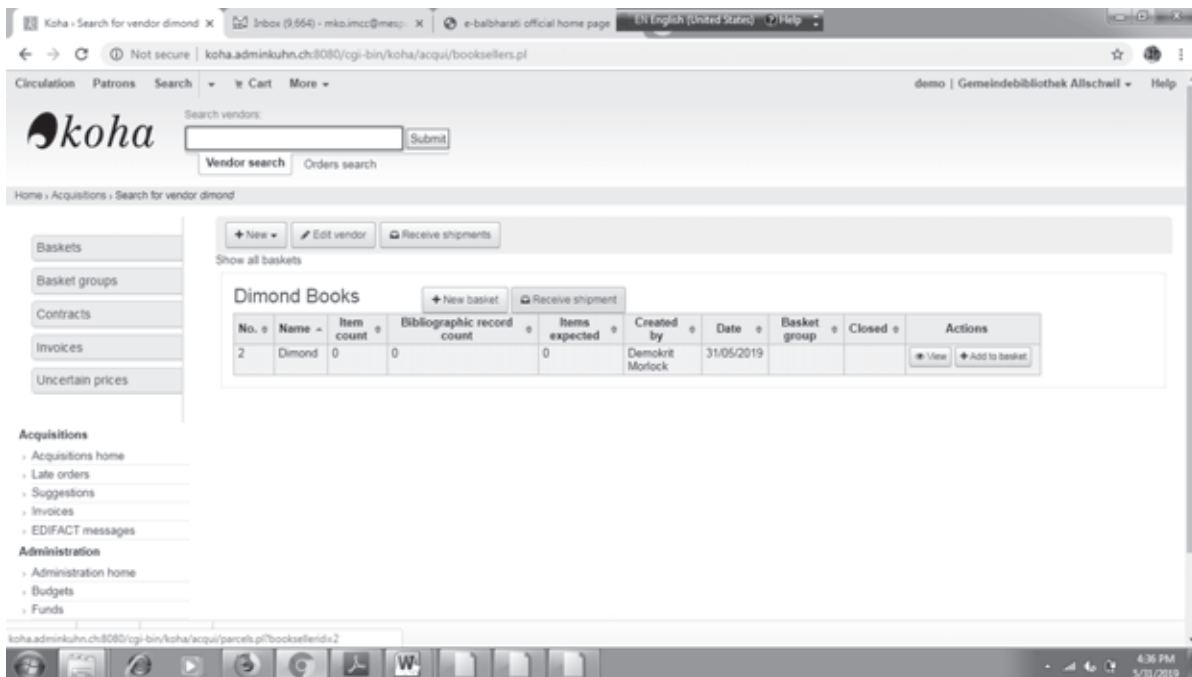 Koha › Search for vendor dimond ×
Inbox (9,664) - mko.imcc@mesp ×
e-balbharati official home page
EN English (United States) Help
Not secure | koha.adminkuhn.ch:8080/cgi-bin/koha/acqui/booksellers.pl
Circulation Patrons Search Cart More
demo | Gemeindebibliothek Allschwil Help
koha
Search vendors:
Submit
Vendor search Orders search
Home › Acquisitions › Search for vendor dimond
Baskets
Basket groups
Contracts
Invoices
Uncertain prices
Acquisitions
› Acquisitions home
› Late orders
› Suggestions
› Invoices
› EDIFACT messages
Administration
› Administration home
› Budgets
› Funds
+ New Edit vendor Receive shipments
Show all baskets
Dimond Books + New basket Receive shipment
No. Name Item count Bibliographic record count Items expected Created by Date Basket group Closed Actions
2 Dimond 0 0 0 Demokrit Morlock 31/05/2019 View + Add to basket
koha.adminkuhn.ch:8080/cgi-bin/koha/acqui/parcels.pl?booksellerid=2
4:36 PM
5/31/2019